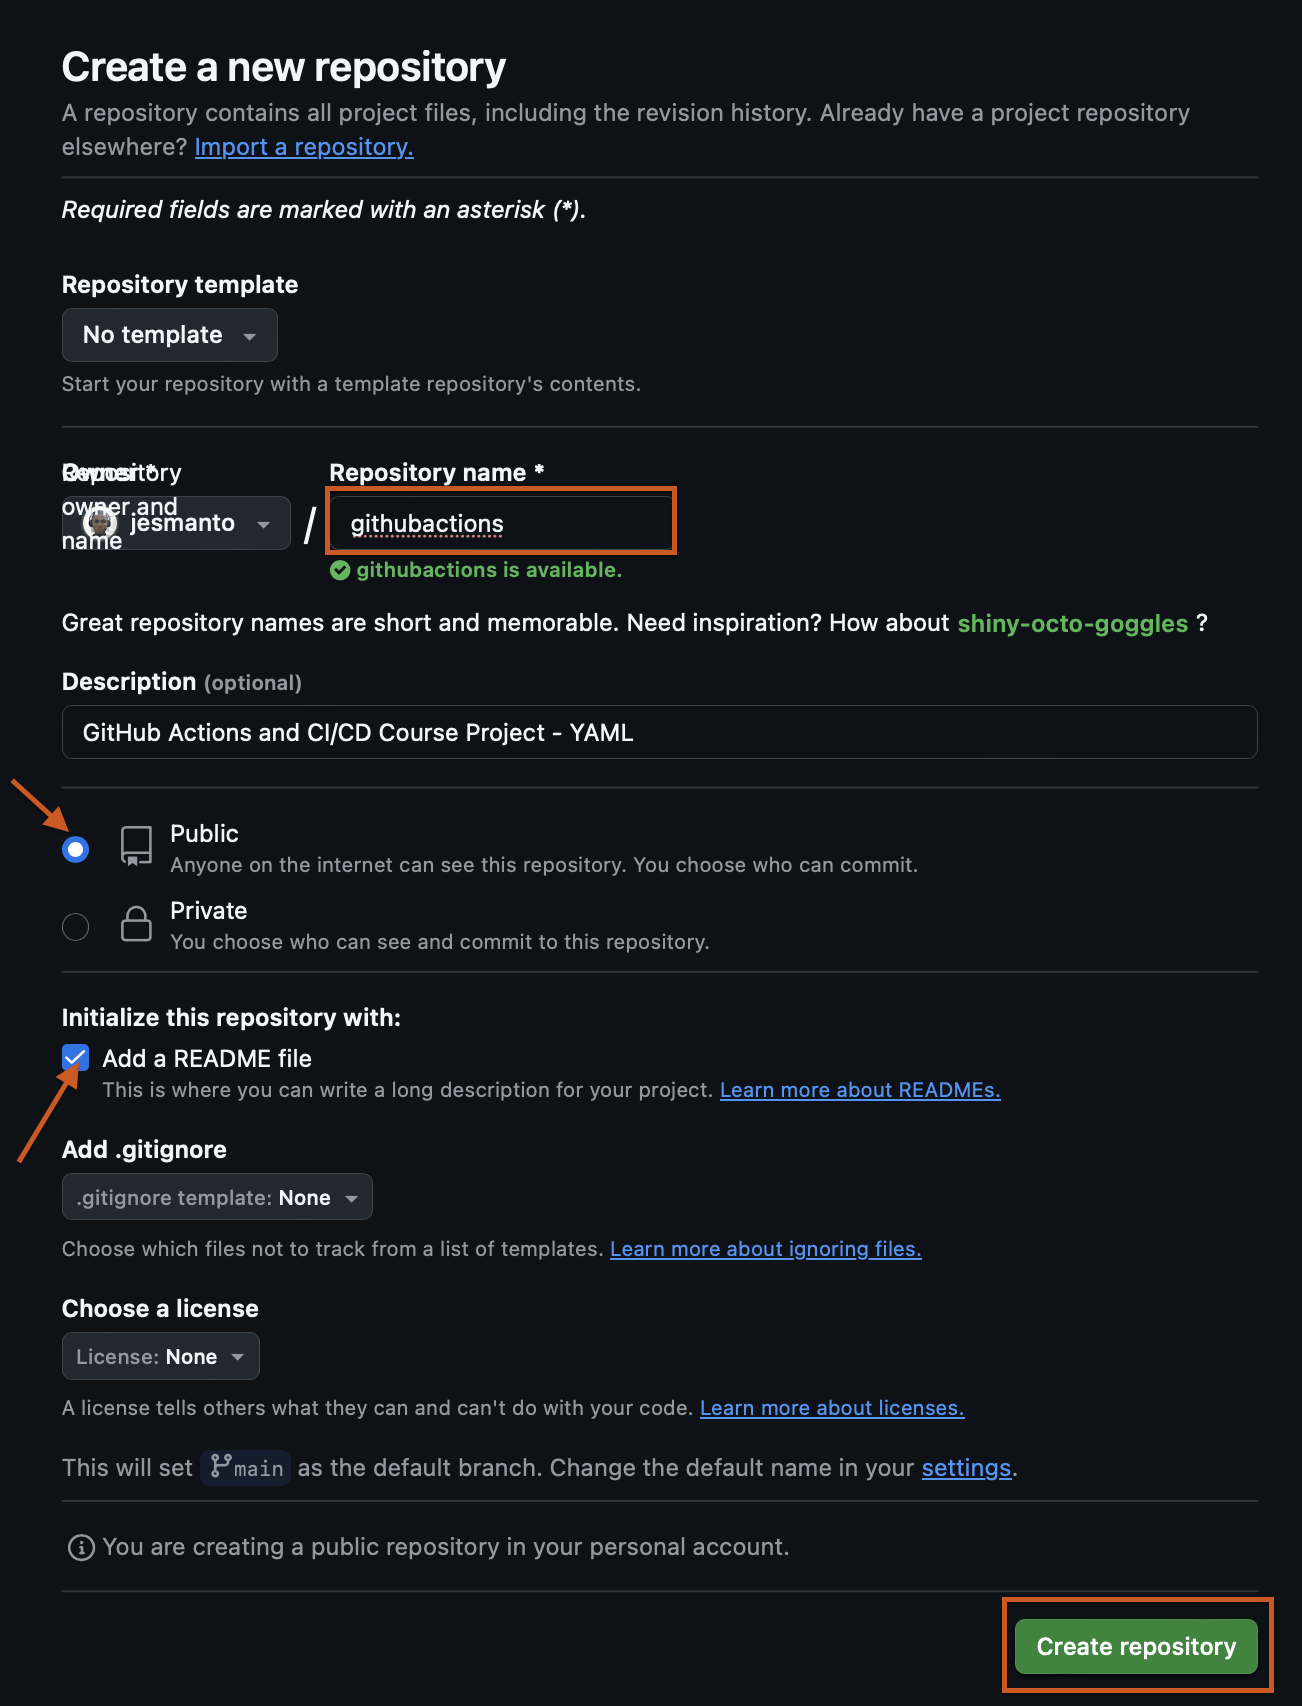 Create a new repository
A repository contains all project files, including the revision history. Already have a project repository
elsewhere? Import a repository.
Required fields are marked with an asterisk (*).
Repository template
No template
Start your repository with a template repository's contents.
Owner *
Repository
owner and
name
jesmanto
/
Repository name *
githubactions
githubactions is available.
Great repository names are short and memorable. Need inspiration? How about shiny-octo-goggles ?
Description (optional)
GitHub Actions and CI/CD Course Project - YAML
Public
Anyone on the internet can see this repository. You choose who can commit.
Private
You choose who can see and commit to this repository.
Initialize this repository with:
Add a README file
This is where you can write a long description for your project. Learn more about READMEs.
Add .gitignore
.gitignore template: None
Choose which files not to track from a list of templates. Learn more about ignoring files.
Choose a license
License: None
A license tells others what they can and can't do with your code. Learn more about licenses.
This will set main as the default branch. Change the default name in your settings.
You are creating a public repository in your personal account.
Create repository